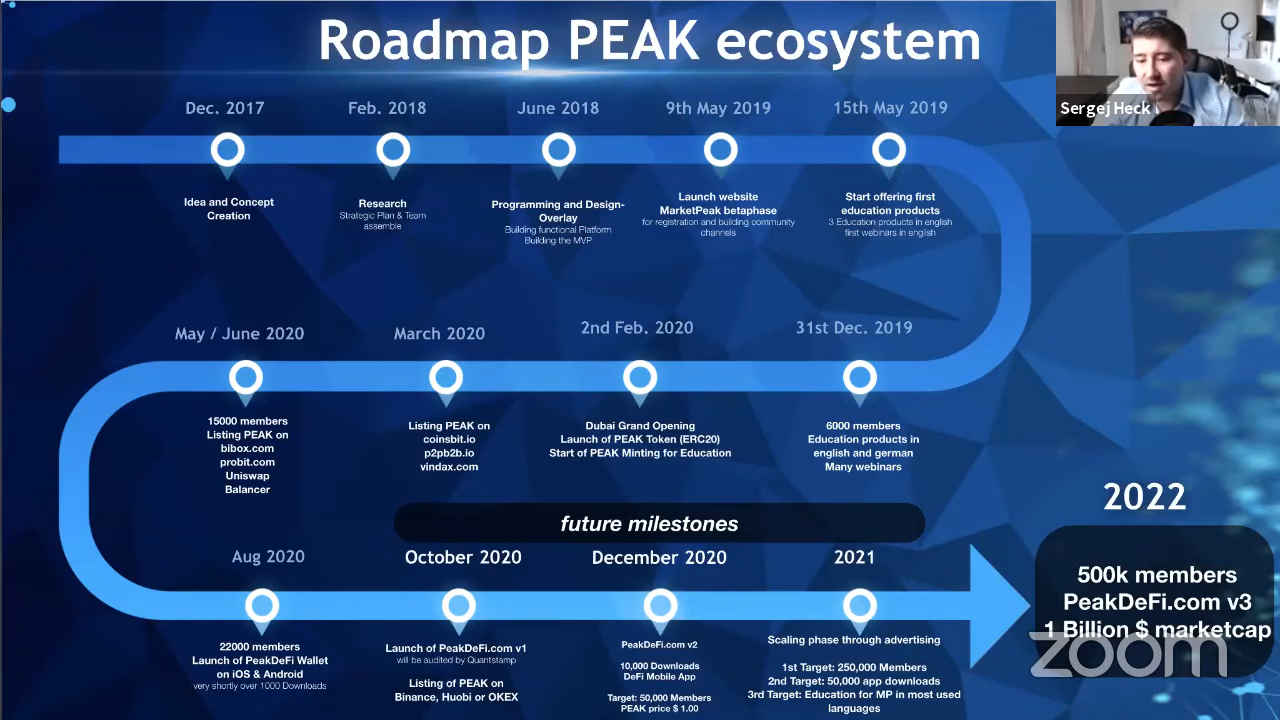 Roadmap PEAK ecosystem
Sergej Heck
Dec. 2017
Feb. 2018
June 2018
9th May 2019
15th May 2019
Idea and Concept
Creation
Research
Strategic Plan & Team
assemble
Programming and Design-
Overlay
Building functional Platform
Building the MVP
Launch website
MarketPeak betaphase
for registration and building community
channels
Start offering first
education products
3 Education products in english
first webinars in english
May / June 2020
March 2020
2nd Feb. 2020
31st Dec. 2019
15000 members
Listing PEAK on
bibox.com
probit.com
Uniswap
Balancer
Listing PEAK on
coinsbit.io
p2pb2b.io
vindax.com
Dubai Grand Opening
Launch of PEAK Token (ERC20)
Start of PEAK Minting for Education
6000 members
Education products in
english and german
Many webinars
future milestones
Aug 2020
October 2020
December 2020
2021
2022
22000 members
Launch of PeakDeFi Wallet
on iOS & Android
very shortly over 1000 Downloads
Launch of PeakDeFi.com v1
will be audited by Quantstamp
Listing of PEAK on
Binance, Huobi or OKEX
PeakDeFi.com v2
10,000 Downloads
DeFi Mobile App
Target: 50,000 Members
PEAK price $ 1.00
Scaling phase through advertising
1st Target: 250,000 Members
2nd Target: 50,000 app downloads
3rd Target: Education for MP in most used
languages
500k members
PeakDeFi.com v3
1 Billion $ marketcap
zoom